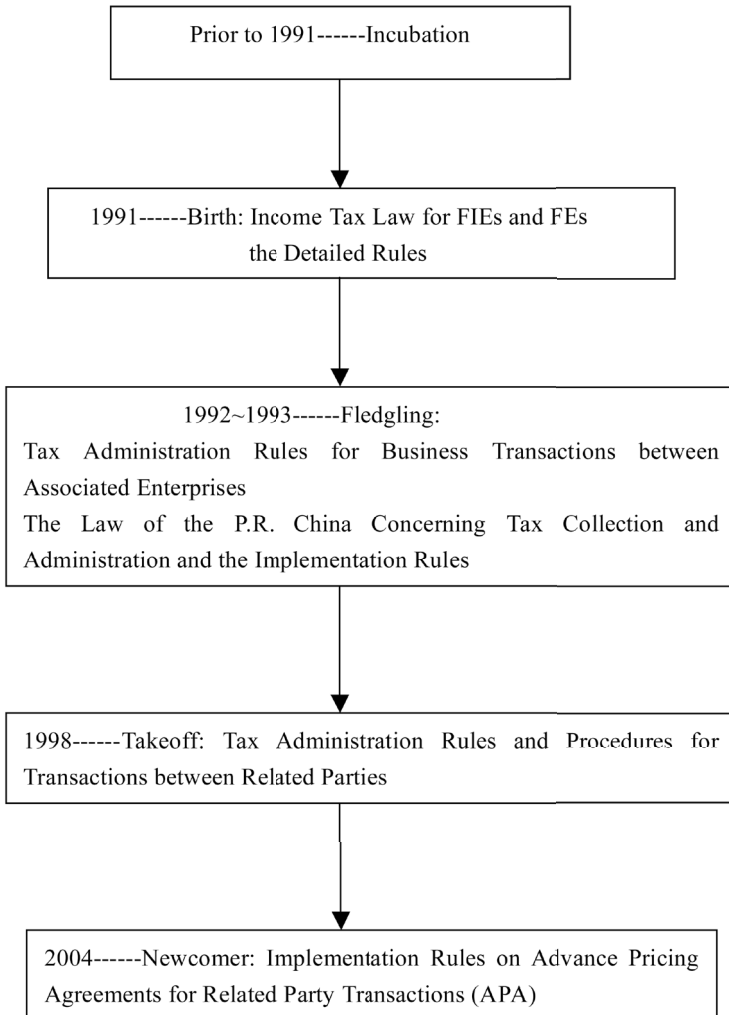 Prior to 1991------Incubation
1991------Birth: Income Tax Law for FIEs and FEs
the Detailed Rules
1992~1993------Fledgling:
Tax Administration Rules for Business Transactions between
Associated Enterprises
The Law of the P.R. China Concerning Tax Collection and
Administration and the Implementation Rules
1998------Takeoff: Tax Administration Rules and Procedures for
Transactions between Related Parties
2004------Newcomer: Implementation Rules on Advance Pricing
Agreements for Related Party Transactions (APA)